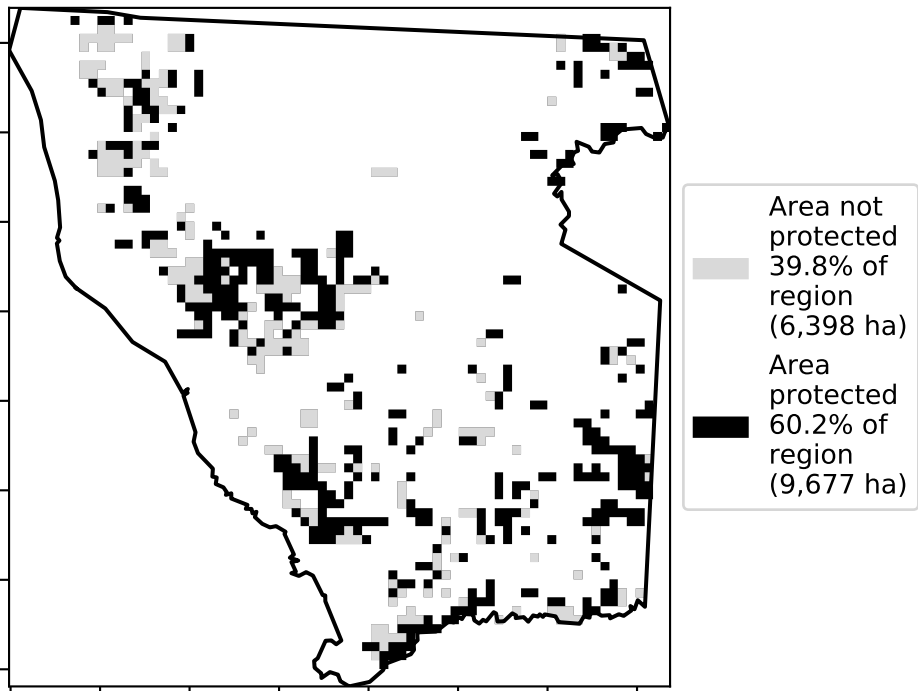 Area not
protected
39.8% of
region
(6,398 ha)
Area
protected
60.2% of
region
(9,677 ha)